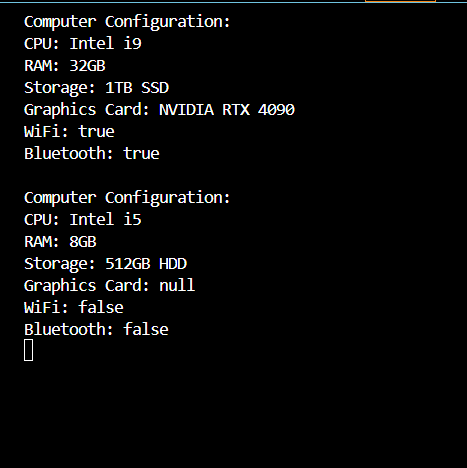 Computer Configuration:
CPU: Intel i9
RAM: 32GB
Storage: 1TB SSD
Graphics Card: NVIDIA RTX 4090
WiFi: true
Bluetooth: true
Computer Configuration:
CPU: Intel i5
RAM: 8GB
Storage: 512GB HDD
Graphics Card: null
WiFi: false
Bluetooth: false